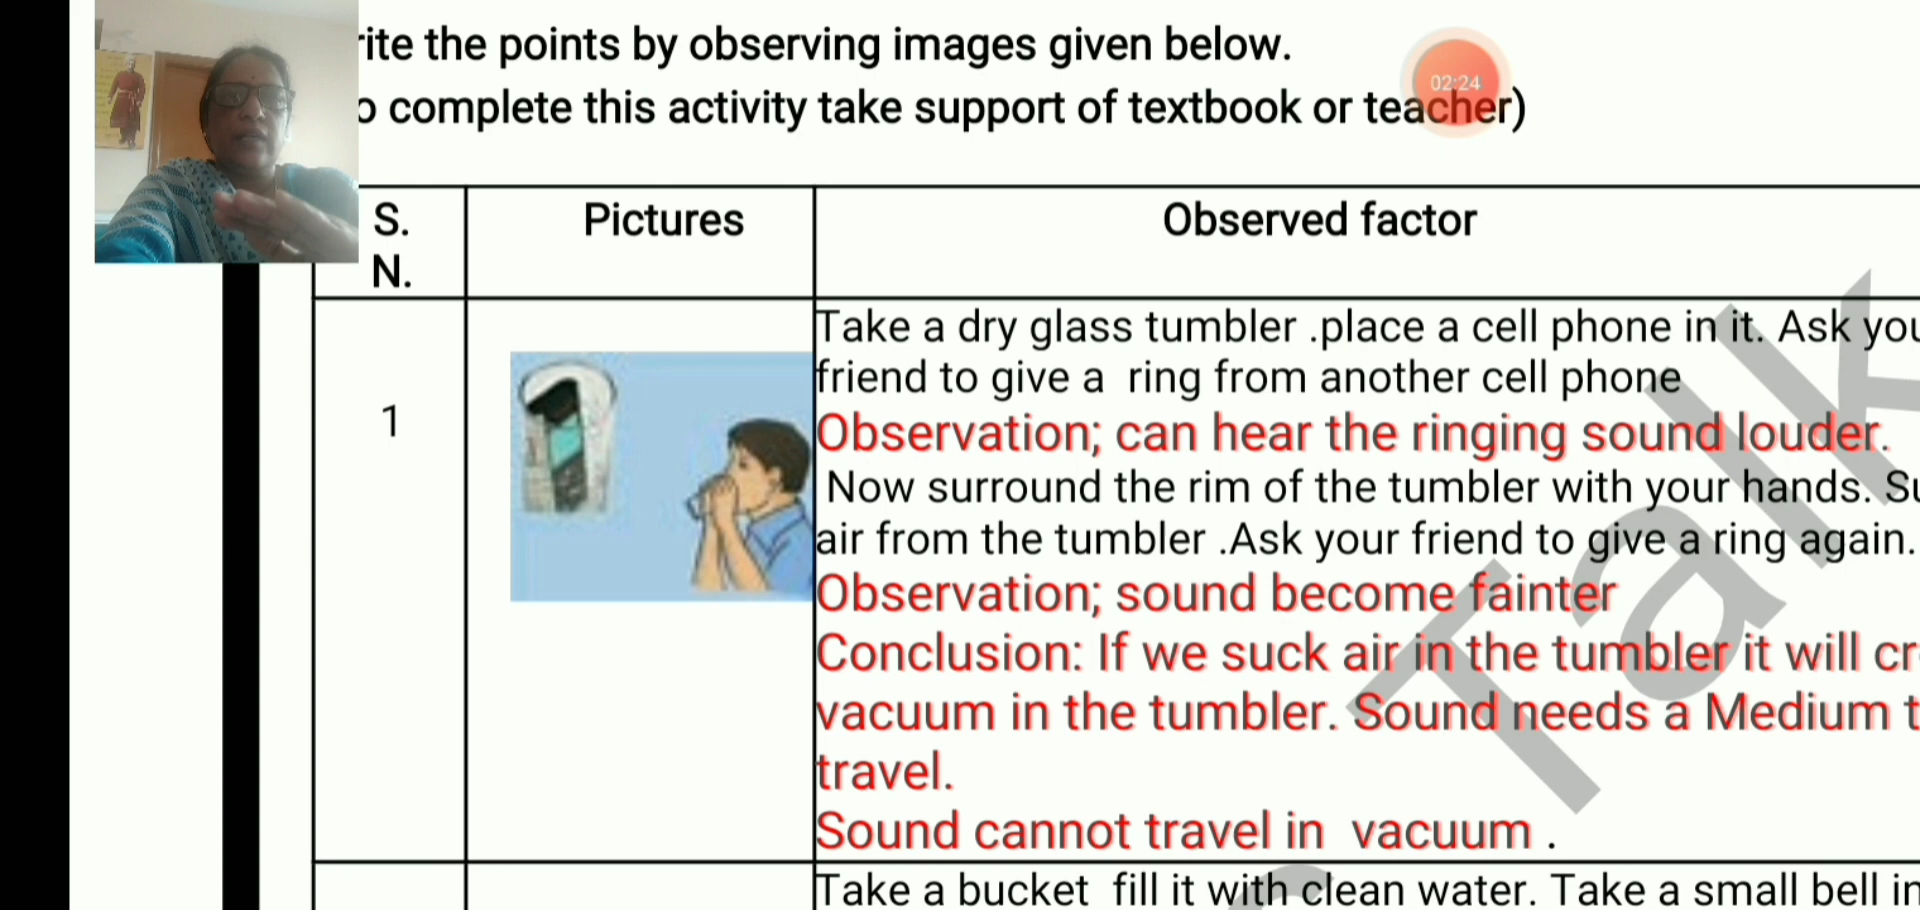 rite the points by observing images given below.
o complete this activity take support of textbook or teacher)
02:24
S.
N.
Pictures
Observed factor
1
Take a dry glass tumbler .place a cell phone in it. Ask you
friend to give a ring from another cell phone
Observation; can hear the ringing sound louder.
Now surround the rim of the tumbler with your hands. Su
air from the tumbler .Ask your friend to give a ring again.
Observation; sound become fainter
Conclusion: If we suck air in the tumbler it will cr
vacuum in the tumbler. Sound needs a Medium t
travel.
Sound cannot travel in vacuum .
Take a bucket fill it with clean water. Take a small bell in
Talk